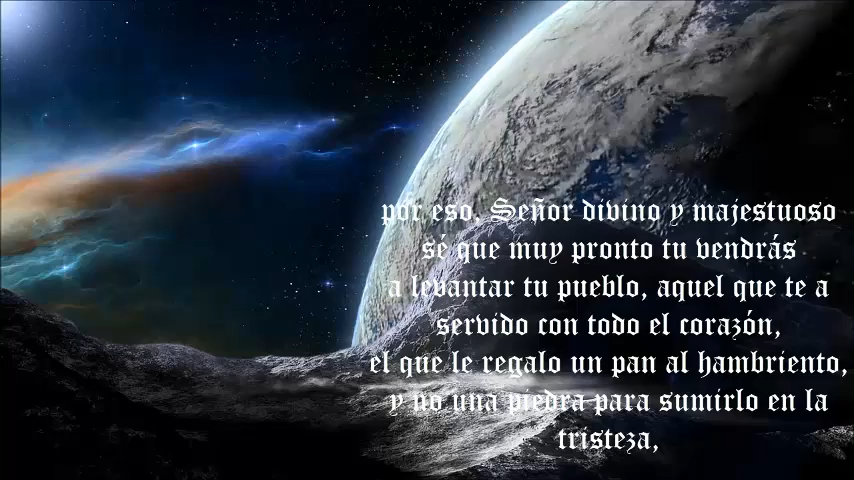 por eso, Señor divino y majestuoso
sé que muy pronto tu vendrás
a levantar tu pueblo, aquel que te a
servido con todo el corazón,
el que le regalo un pan al hambriento,
y no una piedra para sumirlo en la
tristeza,